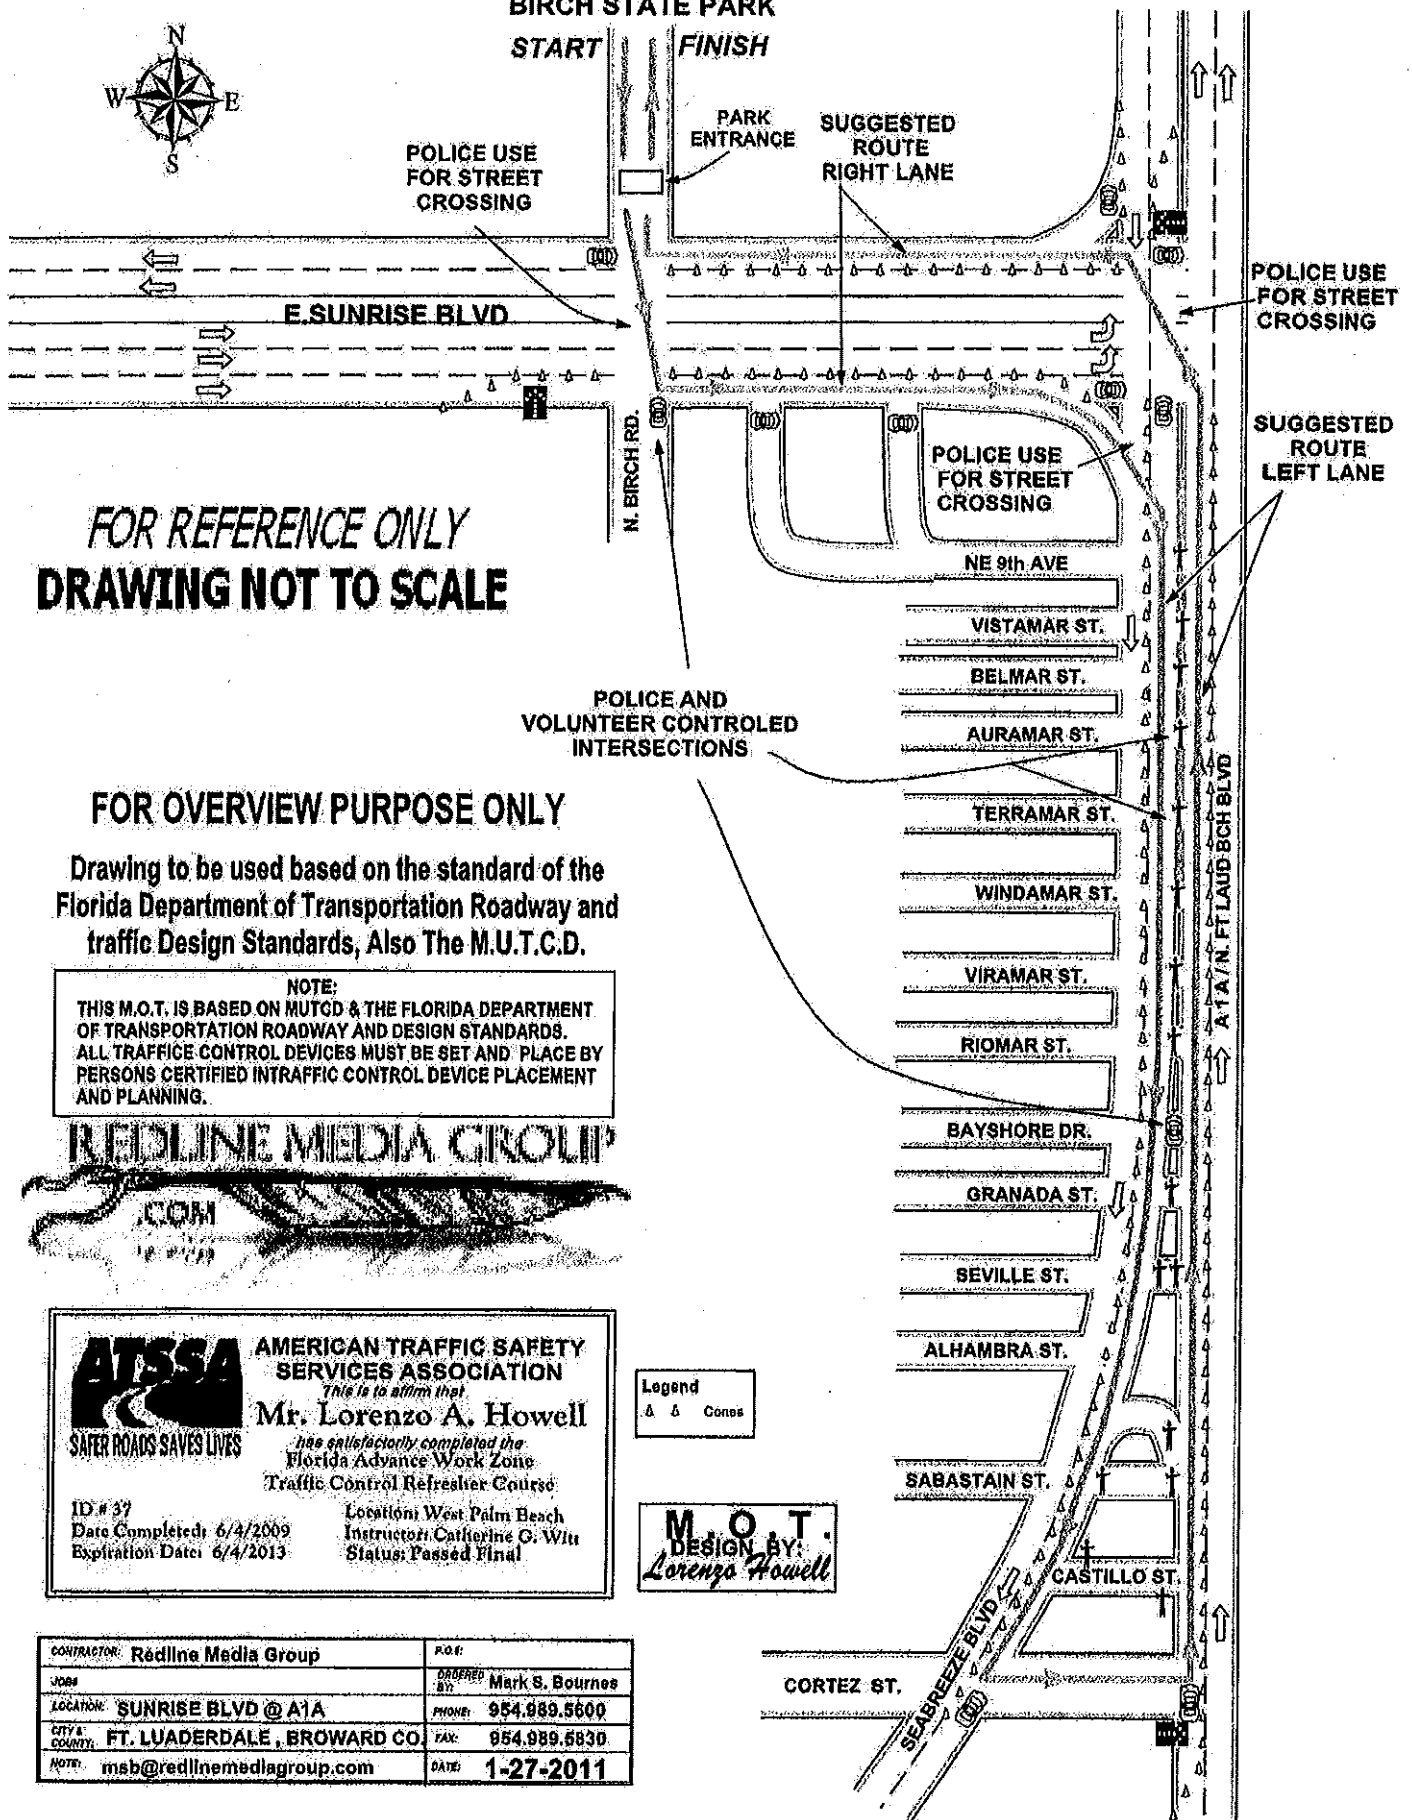 BIRCH STATE PARK
START FINISH
N
W E
S
PARK
ENTRANCE
SUGGESTED
ROUTE
RIGHT LANE
POLICE USE
FOR STREET
CROSSING
POLICE USE
FOR STREET
CROSSING
E.SUNRISE BLVD
N. BIRCH RD.
POLICE USE
FOR STREET
CROSSING
SUGGESTED
ROUTE
LEFT LANE
FOR REFERENCE ONLY
DRAWING NOT TO SCALE
NE 9th AVE
VISTAMAR ST.
BELMAR ST.
AURAMAR ST.
TERRAMAR ST.
WINDAMAR ST.
VIRAMAR ST.
RIOMAR ST.
BAYSHORE DR.
GRANADA ST.
SEVILLE ST.
ALHAMBRA ST.
SABASTAIN ST.
CASTILLO ST.
CORTEZ ST.
SEABREEZE BLVD
A 1 A / N. FT LAUD BCH BLVD
POLICE AND
VOLUNTEER CONTROLED
INTERSECTIONS
FOR OVERVIEW PURPOSE ONLY
Drawing to be used based on the standard of the
Florida Department of Transportation Roadway and
traffic Design Standards, Also The M.U.T.C.D.
NOTE:
THIS M.O.T. IS BASED ON MUTCD & THE FLORIDA DEPARTMENT
OF TRANSPORTATION ROADWAY AND DESIGN STANDARDS.
ALL TRAFFICE CONTROL DEVICES MUST BE SET AND PLACE BY
PERSONS CERTIFIED INTRAFFIC CONTROL DEVICE PLACEMENT
AND PLANNING.
REDLINE MEDIA GROUP
.COM
ATSSA
SAFER ROADS SAVES LIVES
AMERICAN TRAFFIC SAFETY
SERVICES ASSOCIATION
This is to affirm that
Mr. Lorenzo A. Howell
has satisfactorily completed the
Florida Advance Work Zone
Traffic Control Refresher Course
ID # 37
Date Completed: 6/4/2009
Expiration Date: 6/4/2013
Location: West Palm Beach
Instructor: Catherine G. Witt
Status: Passed Final
Legend
Cones
M.O.T.
DESIGN BY:
Lorenzo Howell
CONTRACTOR: Redline Media Group P.O.#:
JOB# ORDERED BY: Mark S. Bournes
LOCATION: SUNRISE BLVD @ A1A PHONE: 954.989.5600
CITY & COUNTY: FT. LUADERDALE , BROWARD CO. FAX: 954.989.5830
NOTE: msb@redlinemediagroup.com DATE: 1-27-2011